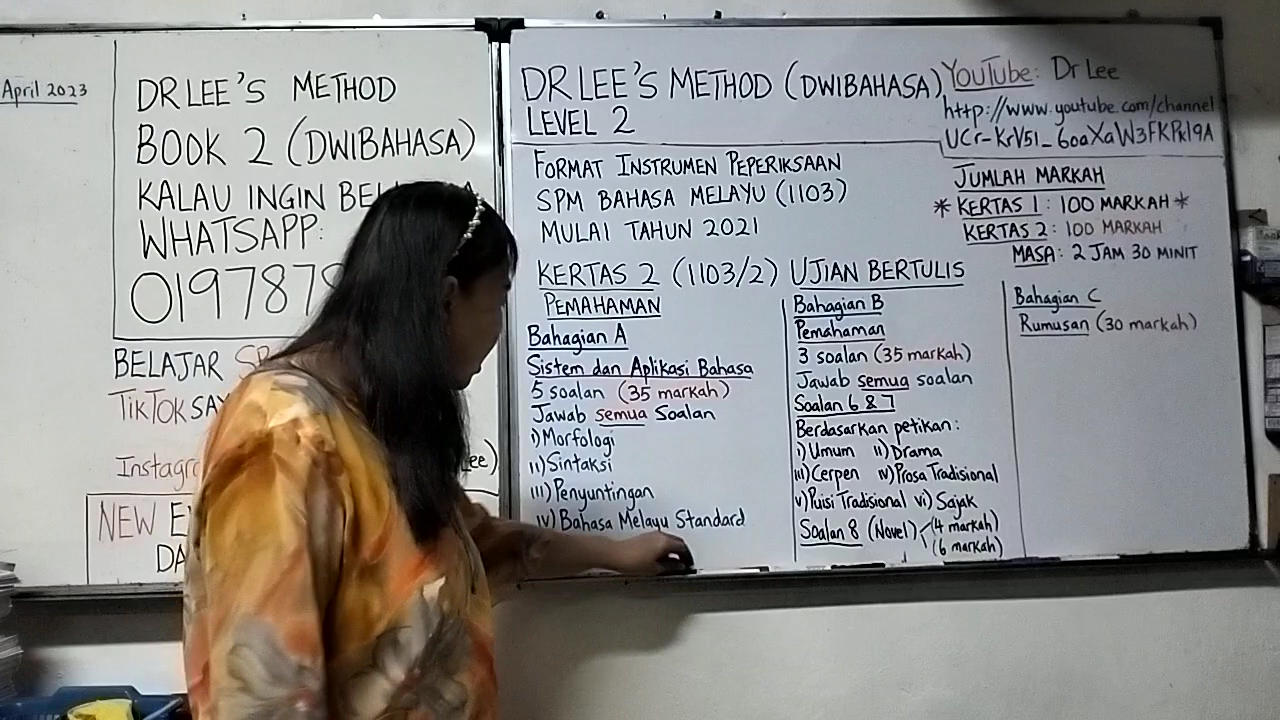 April 2023
DR LEE'S METHOD
BOOK 2 (DWIBAHASA)
KALAU INGIN
WHATSAPP:
BELAJAR
TIKTOK
NEW
DR LEE'S METHOD (DWIBAHASA)
LEVEL 2
YOUTUBE: Dr Lee
http://www.youtube.com/channel
UCr-KrV5l_6oaXaW3FKPkl9A
FORMAT INSTRUMEN PEPERIKSAAN
SPM BAHASA MELAYU (1103)
MULAI TAHUN 2021
JUMLAH MARKAH
* KERTAS 1: 100 MARKAH *
KERTAS 2: 100 MARKAH
MASA: 2 JAM 30 MINIT
KERTAS 2 (1103/2) UJIAN BERTULIS
PEMAHAMAN
Bahagian A
Sistem dan Aplikasi Bahasa
5 soalan (35 markah)
Jawab semua Soalan
i) Morfologi
ii) Sintaksi
iii) Penyuntingan
iv) Bahasa Melayu Standard
Bahagian B
Pemahaman
3 soalan (35 markah)
Jawab semua soalan
Soalan 6 & 7
Berdasarkan petikan:
i) Umum ii) Drama
iii) Cerpen iv) Prosa Tradisional
v) Puisi Tradisional vi) Sajak
Soalan 8 (Novel) (4 markah)
(6 markah)
Bahagian C
Rumusan (30 markah)